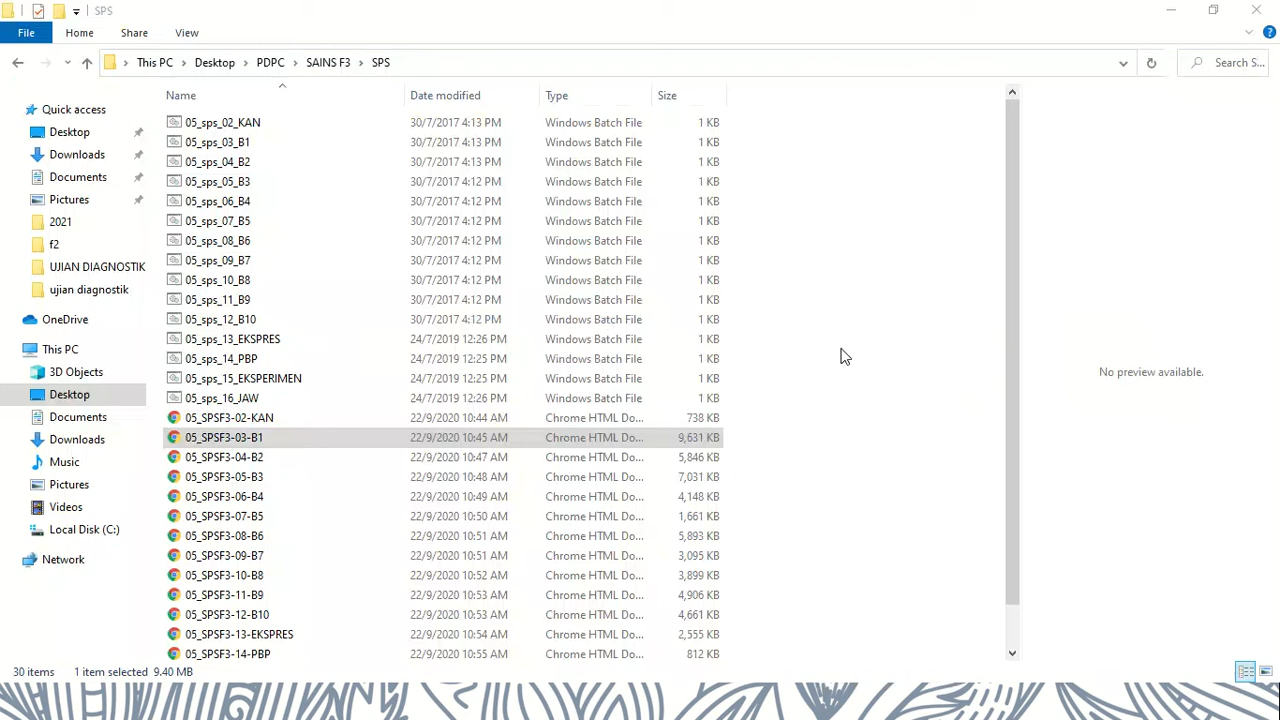 SPS
File Home Share View
This PC Desktop PDPC SAINS F3 SPS Search S...
Name Date modified Type Size
Quick access
Desktop
Downloads
Documents
Pictures
2021
f2
UJIAN DIAGNOSTIK
ujian diagnostik
OneDrive
This PC
3D Objects
Desktop
Documents
Downloads
Music
Pictures
Videos
Local Disk (C:)
Network
05_sps_02_KAN 30/7/2017 4:13 PM Windows Batch File 1 KB
05_sps_03_B1 30/7/2017 4:13 PM Windows Batch File 1 KB
05_sps_04_B2 30/7/2017 4:13 PM Windows Batch File 1 KB
05_sps_05_B3 30/7/2017 4:12 PM Windows Batch File 1 KB
05_sps_06_B4 30/7/2017 4:12 PM Windows Batch File 1 KB
05_sps_07_B5 30/7/2017 4:12 PM Windows Batch File 1 KB
05_sps_08_B6 30/7/2017 4:12 PM Windows Batch File 1 KB
05_sps_09_B7 30/7/2017 4:12 PM Windows Batch File 1 KB
05_sps_10_B8 30/7/2017 4:12 PM Windows Batch File 1 KB
05_sps_11_B9 30/7/2017 4:12 PM Windows Batch File 1 KB
05_sps_12_B10 30/7/2017 4:12 PM Windows Batch File 1 KB
05_sps_13_EKSPRES 24/7/2019 12:26 PM Windows Batch File 1 KB
05_sps_14_PBP 24/7/2019 12:25 PM Windows Batch File 1 KB
05_sps_15_EKSPERIMEN 24/7/2019 12:25 PM Windows Batch File 1 KB
05_sps_16_JAW 24/7/2019 12:26 PM Windows Batch File 1 KB
05_SPSF3-02-KAN 22/9/2020 10:44 AM Chrome HTML Do... 738 KB
05_SPSF3-03-B1 22/9/2020 10:45 AM Chrome HTML Do... 9,631 KB
05_SPSF3-04-B2 22/9/2020 10:47 AM Chrome HTML Do... 5,846 KB
05_SPSF3-05-B3 22/9/2020 10:48 AM Chrome HTML Do... 7,031 KB
05_SPSF3-06-B4 22/9/2020 10:49 AM Chrome HTML Do... 4,148 KB
05_SPSF3-07-B5 22/9/2020 10:50 AM Chrome HTML Do... 1,661 KB
05_SPSF3-08-B6 22/9/2020 10:51 AM Chrome HTML Do... 5,893 KB
05_SPSF3-09-B7 22/9/2020 10:51 AM Chrome HTML Do... 3,095 KB
05_SPSF3-10-B8 22/9/2020 10:52 AM Chrome HTML Do... 3,899 KB
05_SPSF3-11-B9 22/9/2020 10:53 AM Chrome HTML Do... 4,906 KB
05_SPSF3-12-B10 22/9/2020 10:53 AM Chrome HTML Do... 4,661 KB
05_SPSF3-13-EKSPRES 22/9/2020 10:54 AM Chrome HTML Do... 2,555 KB
05_SPSF3-14-PBP 22/9/2020 10:55 AM Chrome HTML Do... 812 KB
No preview available.
30 items 1 item selected 9.40 MB